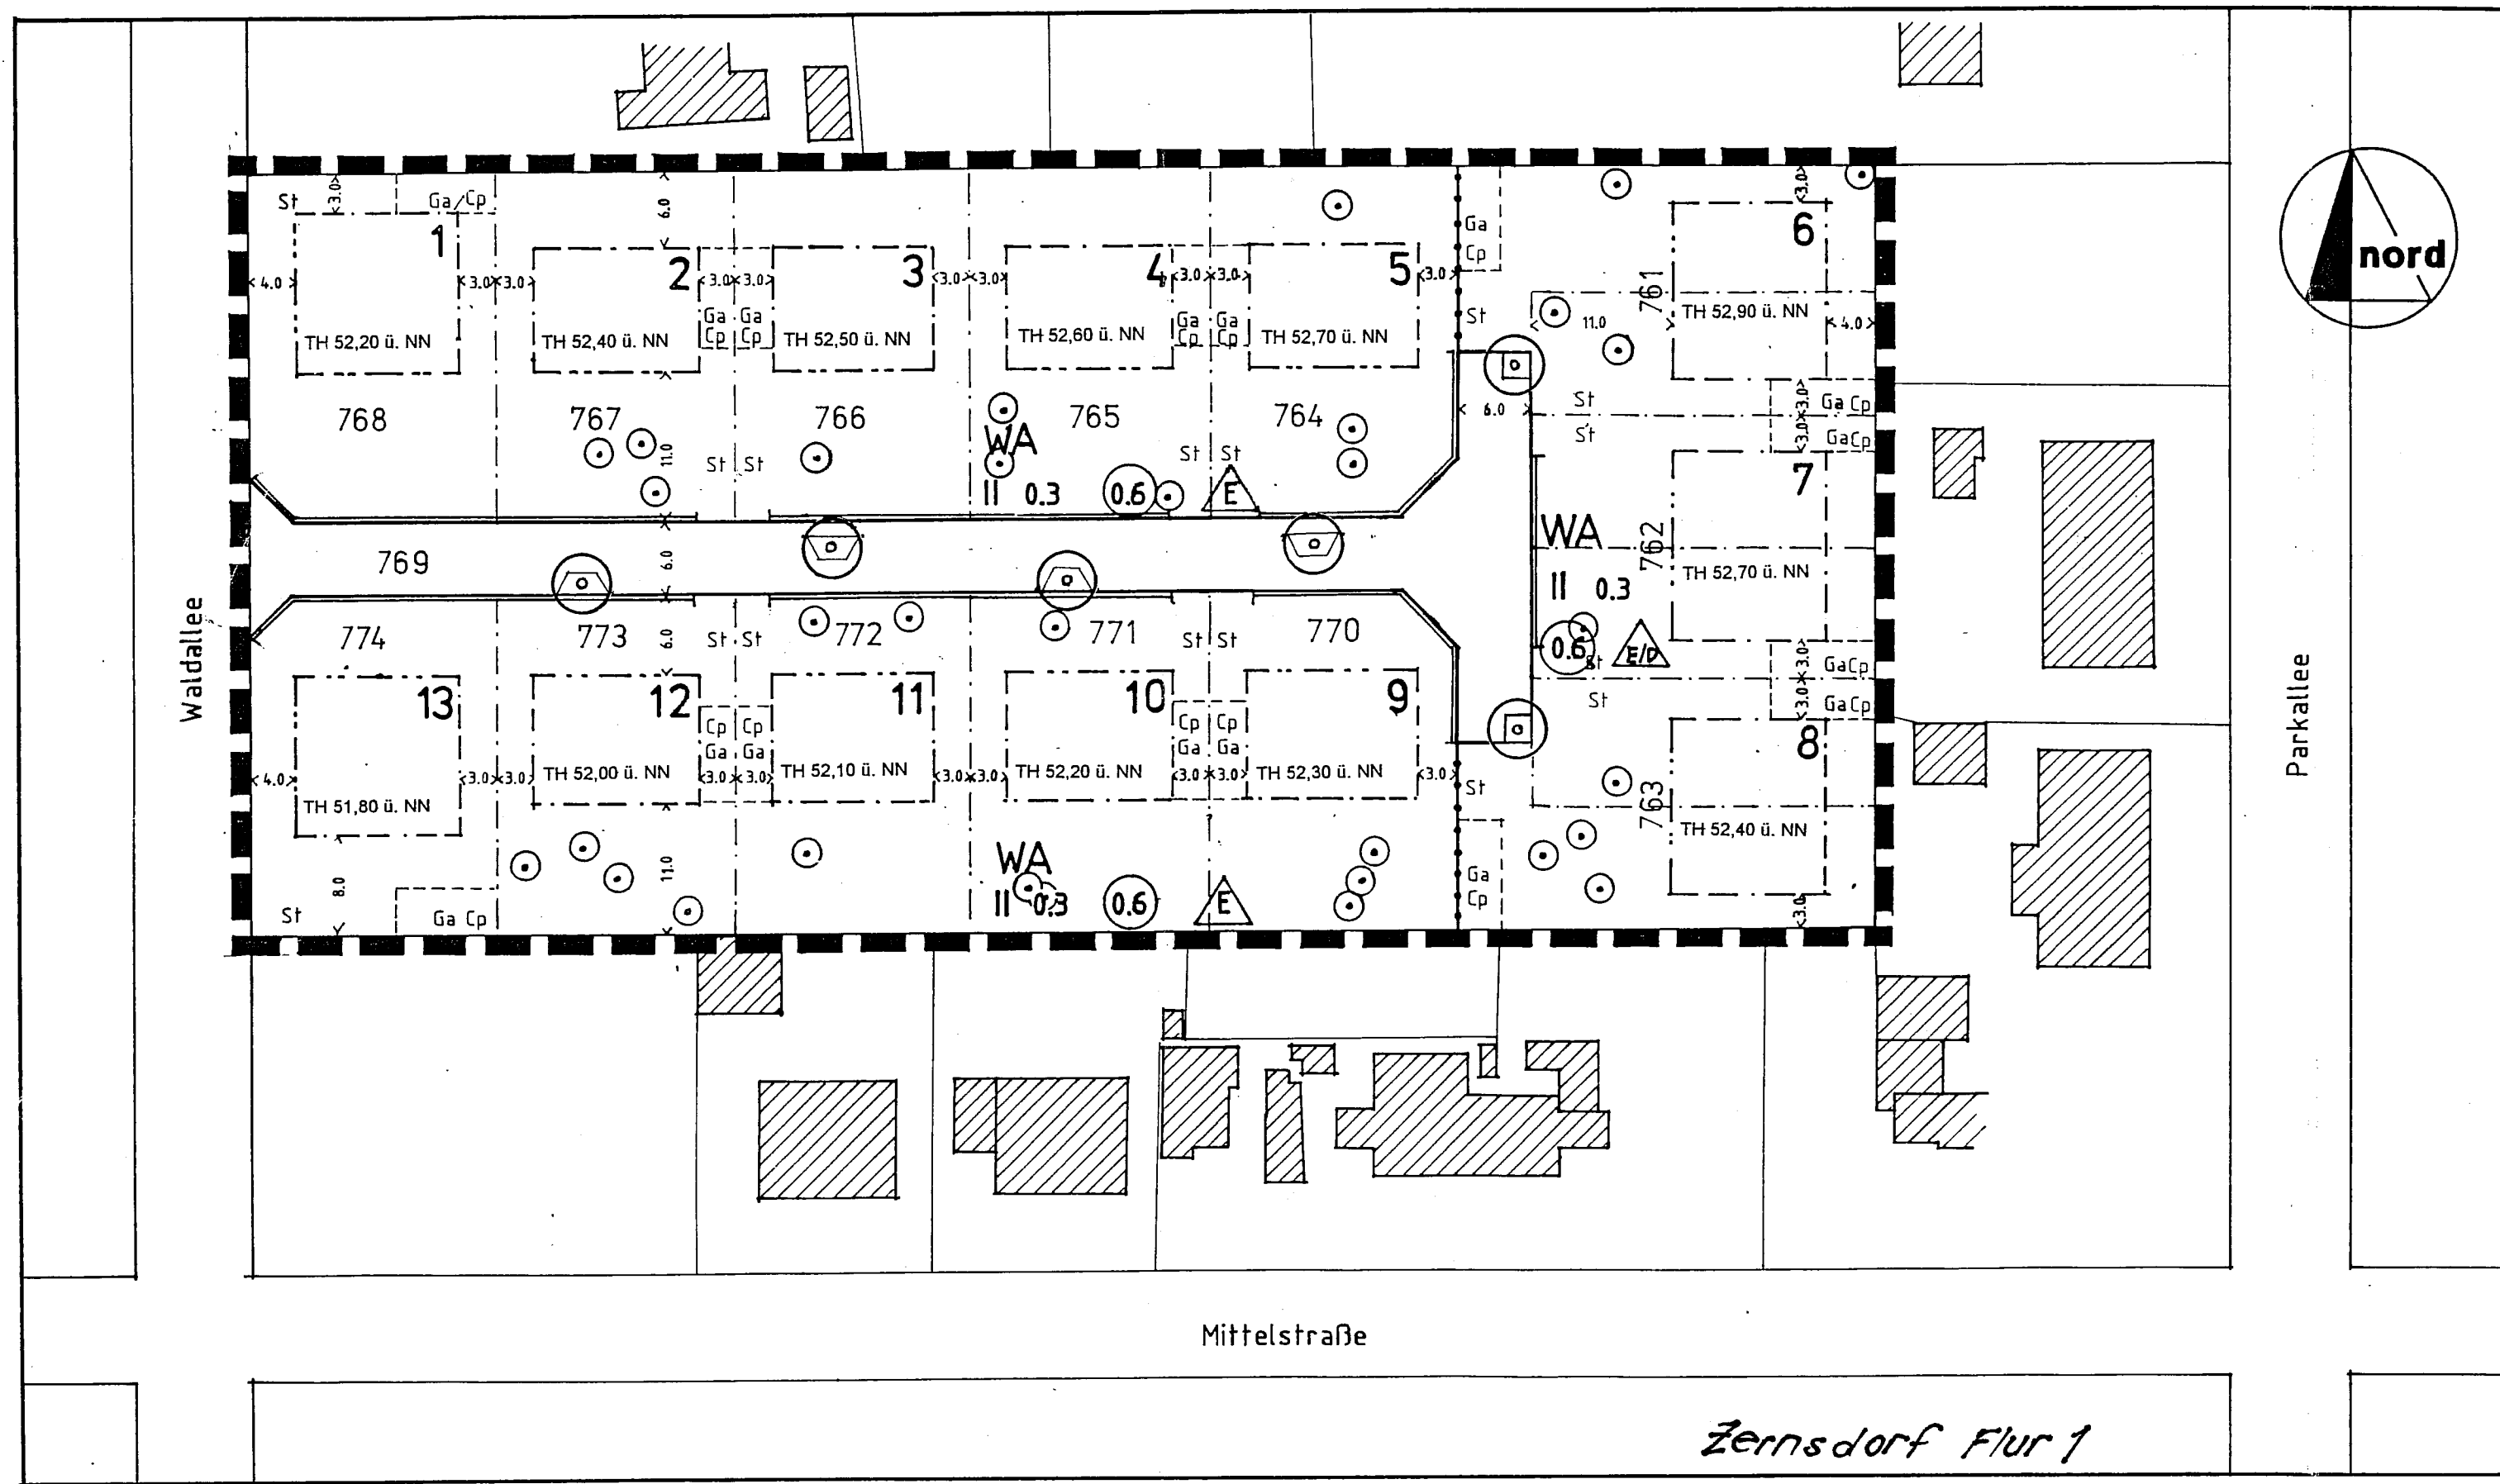 St
3.0
Ga/Cp
6.0
3.0
1
2
3
4
5
6
Ga
Cp
4.0
3.0
3.0
3.0
3.0
3.0
3.0
3.0
3.0
3.0
761
nord
Ga Ga
Cp Cp
Ga Ga
Cp Cp
St
11.0
TH 52,90 ü. NN
4.0
TH 52,20 ü. NN
TH 52,40 ü. NN
TH 52,50 ü. NN
TH 52,60 ü. NN
TH 52,70 ü. NN
768
767
766
765
764
6.0
St
St
3.0
Ga Cp
3.0
Ga Cp
WA
11.0
St St
St St
7
II 0.3
0.6
E
769
6.0
WA
762
TH 52,70 ü. NN
II 0.3
Waldallee
774
773
6.0
St St
772
771
St St
770
0.6
St
E/D
3.0
Ga Cp
Parkallee
13
12
11
10
9
St
3.0
Ga Cp
Cp Cp
Ga Ga
Cp Cp
Ga Ga
8
4.0
3.0
3.0
3.0
3.0
3.0
3.0
3.0
3.0
3.0
St
763
TH 51,80 ü. NN
TH 52,00 ü. NN
TH 52,10 ü. NN
TH 52,20 ü. NN
TH 52,30 ü. NN
TH 52,40 ü. NN
8.0
11.0
WA
Ga
Cp
St
Ga Cp
II 0.3
0.6
E
3.0
Mittelstraße
Zernsdorf Flur 1